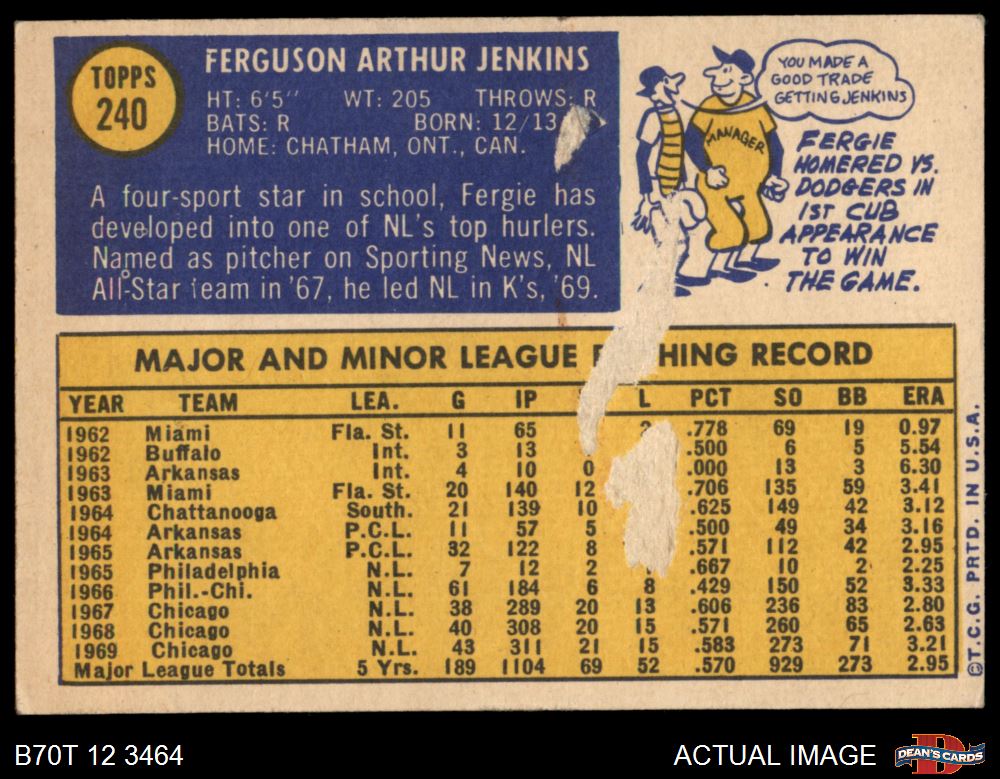 TOPPS
240
FERGUSON ARTHUR JENKINS
HT: 6'5" WT: 205 THROWS: R
BATS: R BORN: 12/13
HOME: CHATHAM, ONT., CAN.
A four-sport star in school, Fergie has
developed into one of NL's top hurlers.
Named as pitcher on Sporting News, NL
All-Star team in '67, he led NL in K's, '69.
YOU MADE A
GOOD TRADE
GETTING JENKINS
MANAGER
FERGIE
HOMERED VS.
DODGERS IN
1ST CUB
APPEARANCE
TO WIN
THE GAME.
MAJOR AND MINOR LEAGUE P HING RECORD
YEAR TEAM LEA. G IP L PCT SO BB ERA
1962 Miami Fla. St. 11 65 .778 69 19 0.97
1962 Buffalo Int. 3 13 .500 6 5 5.54
1963 Arkansas Int. 4 10 0 .000 13 3 6.30
1963 Miami Fla. St. 20 140 12 .706 135 59 3.41
1964 Chattanooga South. 21 139 10 .625 149 42 3.12
1964 Arkansas P.C.L. 11 57 5 .500 49 34 3.16
1965 Arkansas P.C.L. 32 122 8 .571 112 42 2.95
1965 Philadelphia N.L. 7 12 2 .667 10 2 2.25
1966 Phil.-Chi. N.L. 61 184 6 8 .429 150 52 3.33
1967 Chicago N.L. 38 289 20 13 .606 236 83 2.80
1968 Chicago N.L. 40 308 20 15 .571 260 65 2.63
1969 Chicago N.L. 43 311 21 15 .583 273 71 3.21
Major League Totals 5 Yrs. 189 1104 69 52 .570 929 273 2.95
©T.C.G. PRTD. IN U.S.A.
B70T 12 3464
ACTUAL IMAGE
DEAN'S CARDS